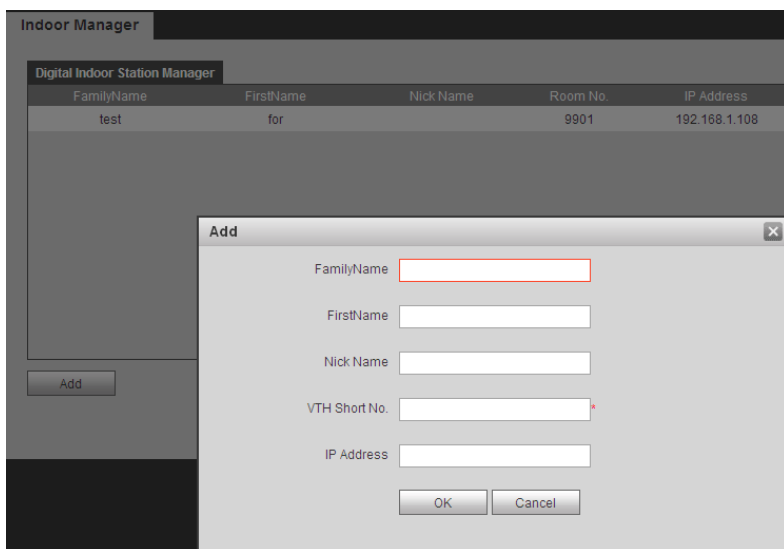 Indoor Manager
Digital Indoor Station Manager
FamilyName FirstName Nick Name Room No. IP Address
test for 9901 192.168.1.108
Add
FamilyName
FirstName
Nick Name
VTH Short No. *
IP Address
OK Cancel
Add